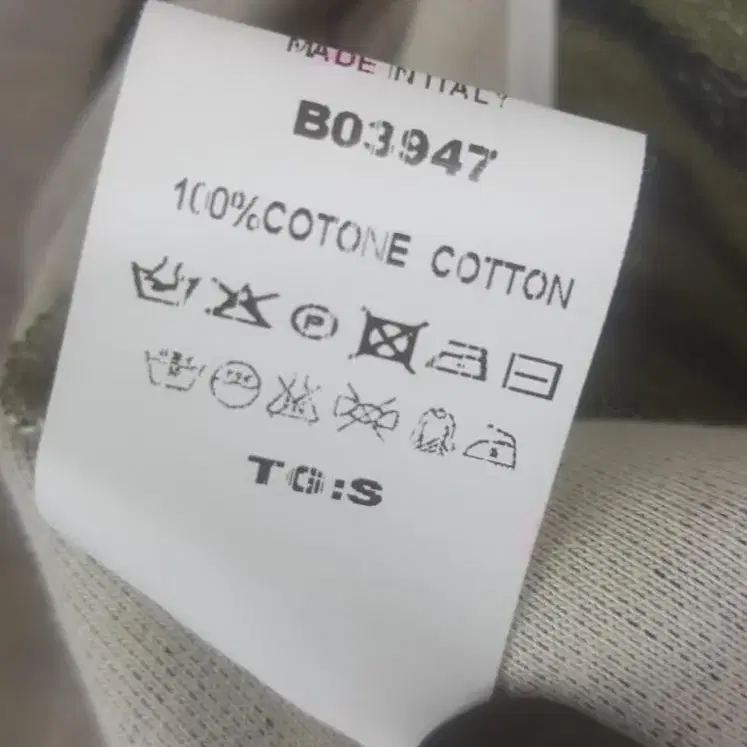 MADE IN ITALY
B03947
100%COTONE COTTON
P
TG:S